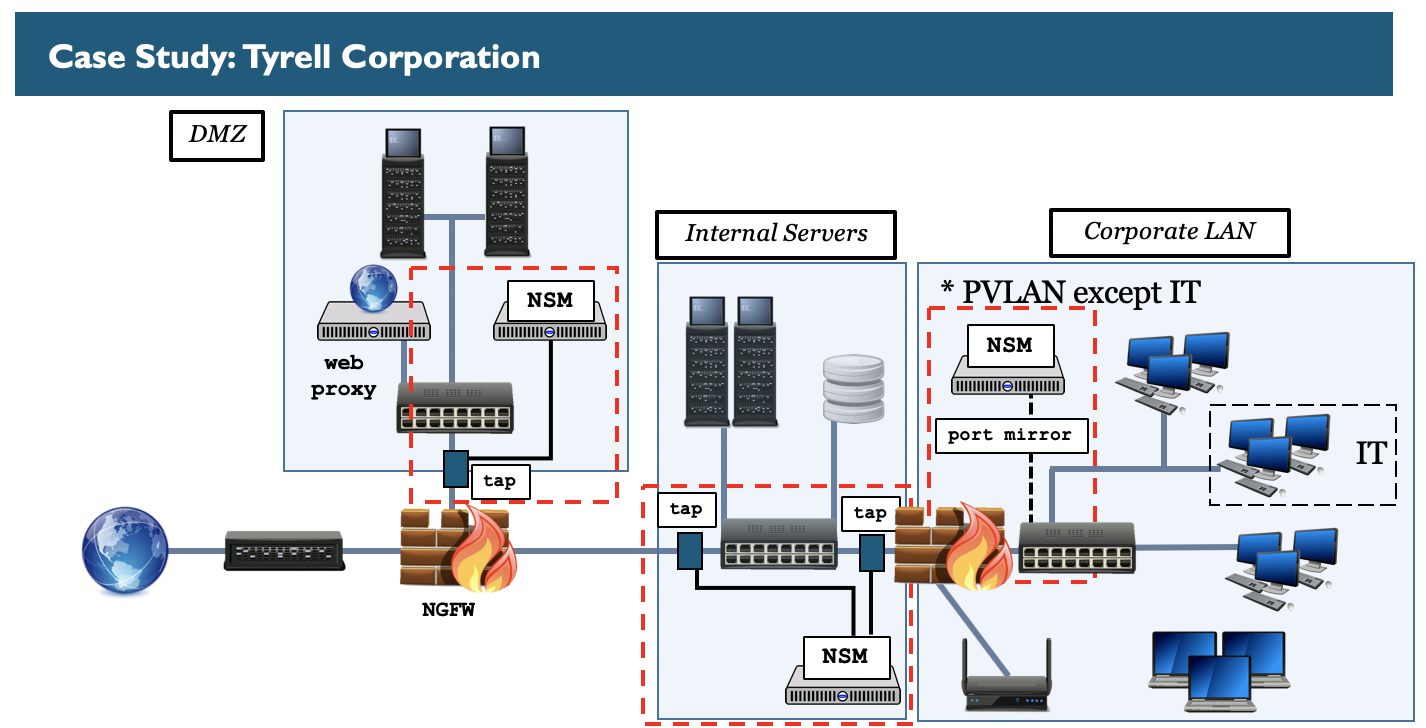 Case Study: Tyrell Corporation
DMZ
NSM
web
proxy
tap
NGFW
Internal Servers
tap
tap
NSM
Corporate LAN
* PVLAN except IT
NSM
port mirror
IT